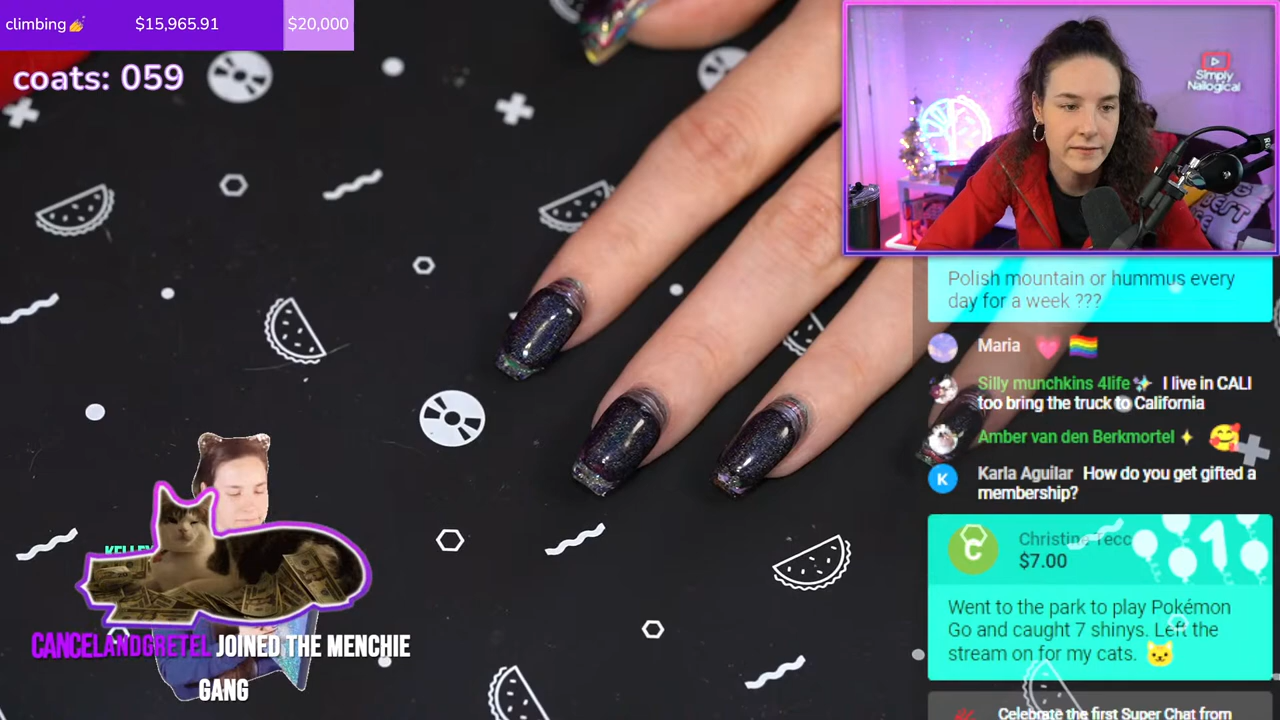 climbing💅 $15,965.91 $20,000
coats: 059
Simply
Nailogical
Polish mountain or hummus every
day for a week ???
Maria 💗 🏳️‍🌈
Silly munchkins 4life✨ I live in CALI
too bring the truck to California
Amber van den Berkmortel✨ 🥰
K Karla Aguilar How do you get gifted a
membership?
C Christine Tecc
$7.00
Went to the park to play Pokémon
Go and caught 7 shinys. Left the
stream on for my cats. 🐱
Celebrate the first Super Chat from
CANCELANDGRETEL JOINED THE MENCHIE
GANG